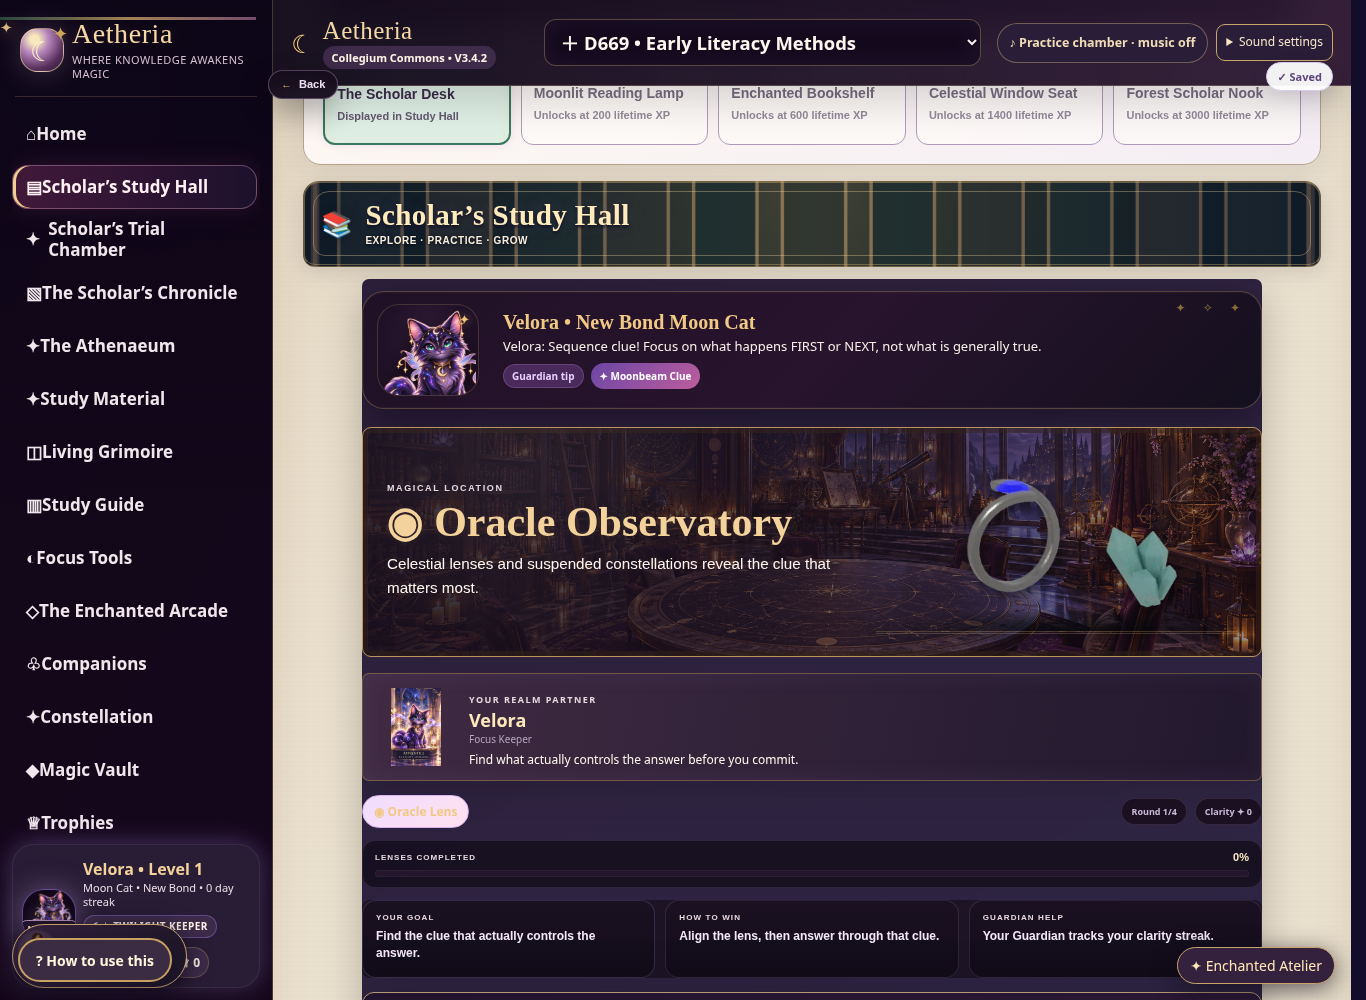 Aetheria
WHERE KNOWLEDGE AWAKENS
MAGIC
Home
Scholar’s Study Hall
Scholar’s Trial
Chamber
The Scholar’s Chronicle
The Athenaeum
Study Material
Living Grimoire
Study Guide
Focus Tools
The Enchanted Arcade
Companions
Constellation
Magic Vault
Trophies
Velora • Level 1
Moon Cat • New Bond • 0 day
streak
KEEPER
0
? How to use this
Aetheria
Collegium Commons • V3.4.2
← Back
D669 • Early Literacy Methods
♪ Practice chamber · music off
Sound settings
✓ Saved
The Scholar Desk
Displayed in Study Hall
Moonlit Reading Lamp
Unlocks at 200 lifetime XP
Enchanted Bookshelf
Unlocks at 600 lifetime XP
Celestial Window Seat
Unlocks at 1400 lifetime XP
Forest Scholar Nook
Unlocks at 3000 lifetime XP
Scholar’s Study Hall
EXPLORE · PRACTICE · GROW
Velora • New Bond Moon Cat
Velora: Sequence clue! Focus on what happens FIRST or NEXT, not what is generally true.
Guardian tip
✦ Moonbeam Clue
MAGICAL LOCATION
◉ Oracle Observatory
Celestial lenses and suspended constellations reveal the clue that
matters most.
YOUR REALM PARTNER
Velora
Focus Keeper
Find what actually controls the answer before you commit.
◉ Oracle Lens
Round 1/4
Clarity ✦ 0
LENSES COMPLETED
0%
YOUR GOAL
Find the clue that actually controls the
answer.
HOW TO WIN
Align the lens, then answer through that clue.
GUARDIAN HELP
Your Guardian tracks your clarity streak.
✦ Enchanted Atelier